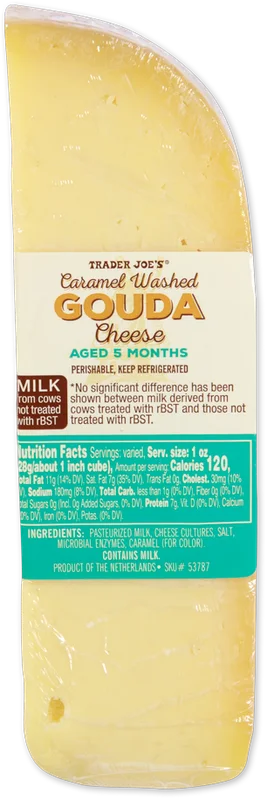 TRADER JOE'S®
Caramel Washed
GOUDA
Cheese
AGED 5 MONTHS
PERISHABLE, KEEP REFRIGERATED
MILK
from cows
not treated
with rBST
*No significant difference has been
shown between milk derived from
cows treated with rBST and those not
treated with rBST.
Nutrition Facts Servings: varied, Serv. size: 1 oz
28g/about 1 inch cube), Amount per serving: Calories 120,
Total Fat 11g (14% DV), Sat. Fat 7g (35% DV), Trans Fat 0g, Cholest. 30mg (10%
DV), Sodium 180mg (8% DV), Total Carb. less than 1g (0% DV), Fiber 0g (0% DV),
Total Sugars 0g (Incl. 0g Added Sugars, 0% DV), Protein 7g, Vit. D (0% DV), Calcium
DV), Iron (0% DV), Potas. (0% DV).
INGREDIENTS: PASTEURIZED MILK, CHEESE CULTURES, SALT,
MICROBIAL ENZYMES, CARAMEL (FOR COLOR).
CONTAINS MILK.
PRODUCT OF THE NETHERLANDS • SKU# 53787